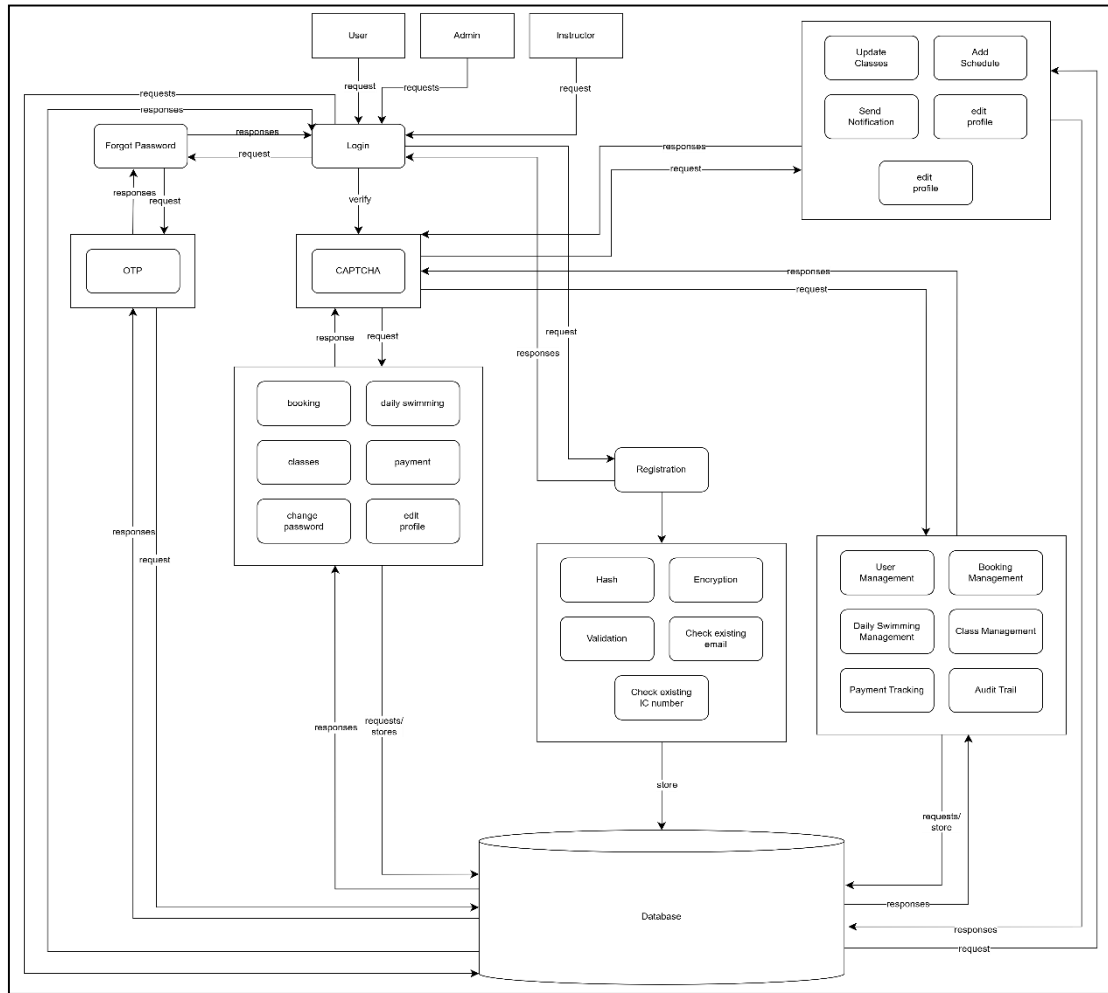 User
Admin
Instructor
Update
Classes
Add
Schedule
request
requests
request
requests
responses
Send
Notification
edit
profile
Forgot Password
responses
Login
request
responses
request
edit
profile
responses
request
verify
OTP
CAPTCHA
responses
request
response
request
request
responses
booking
daily swimming
classes
payment
Registration
change
password
edit
profile
responses
request
Hash
Encryption
User
Management
Booking
Management
Validation
Check existing
email
Daily Swimming
Management
Class Management
Check existing
IC number
Payment Tracking
Audit Trail
responses
requests/
stores
store
requests/
store
Database
responses
responses
request